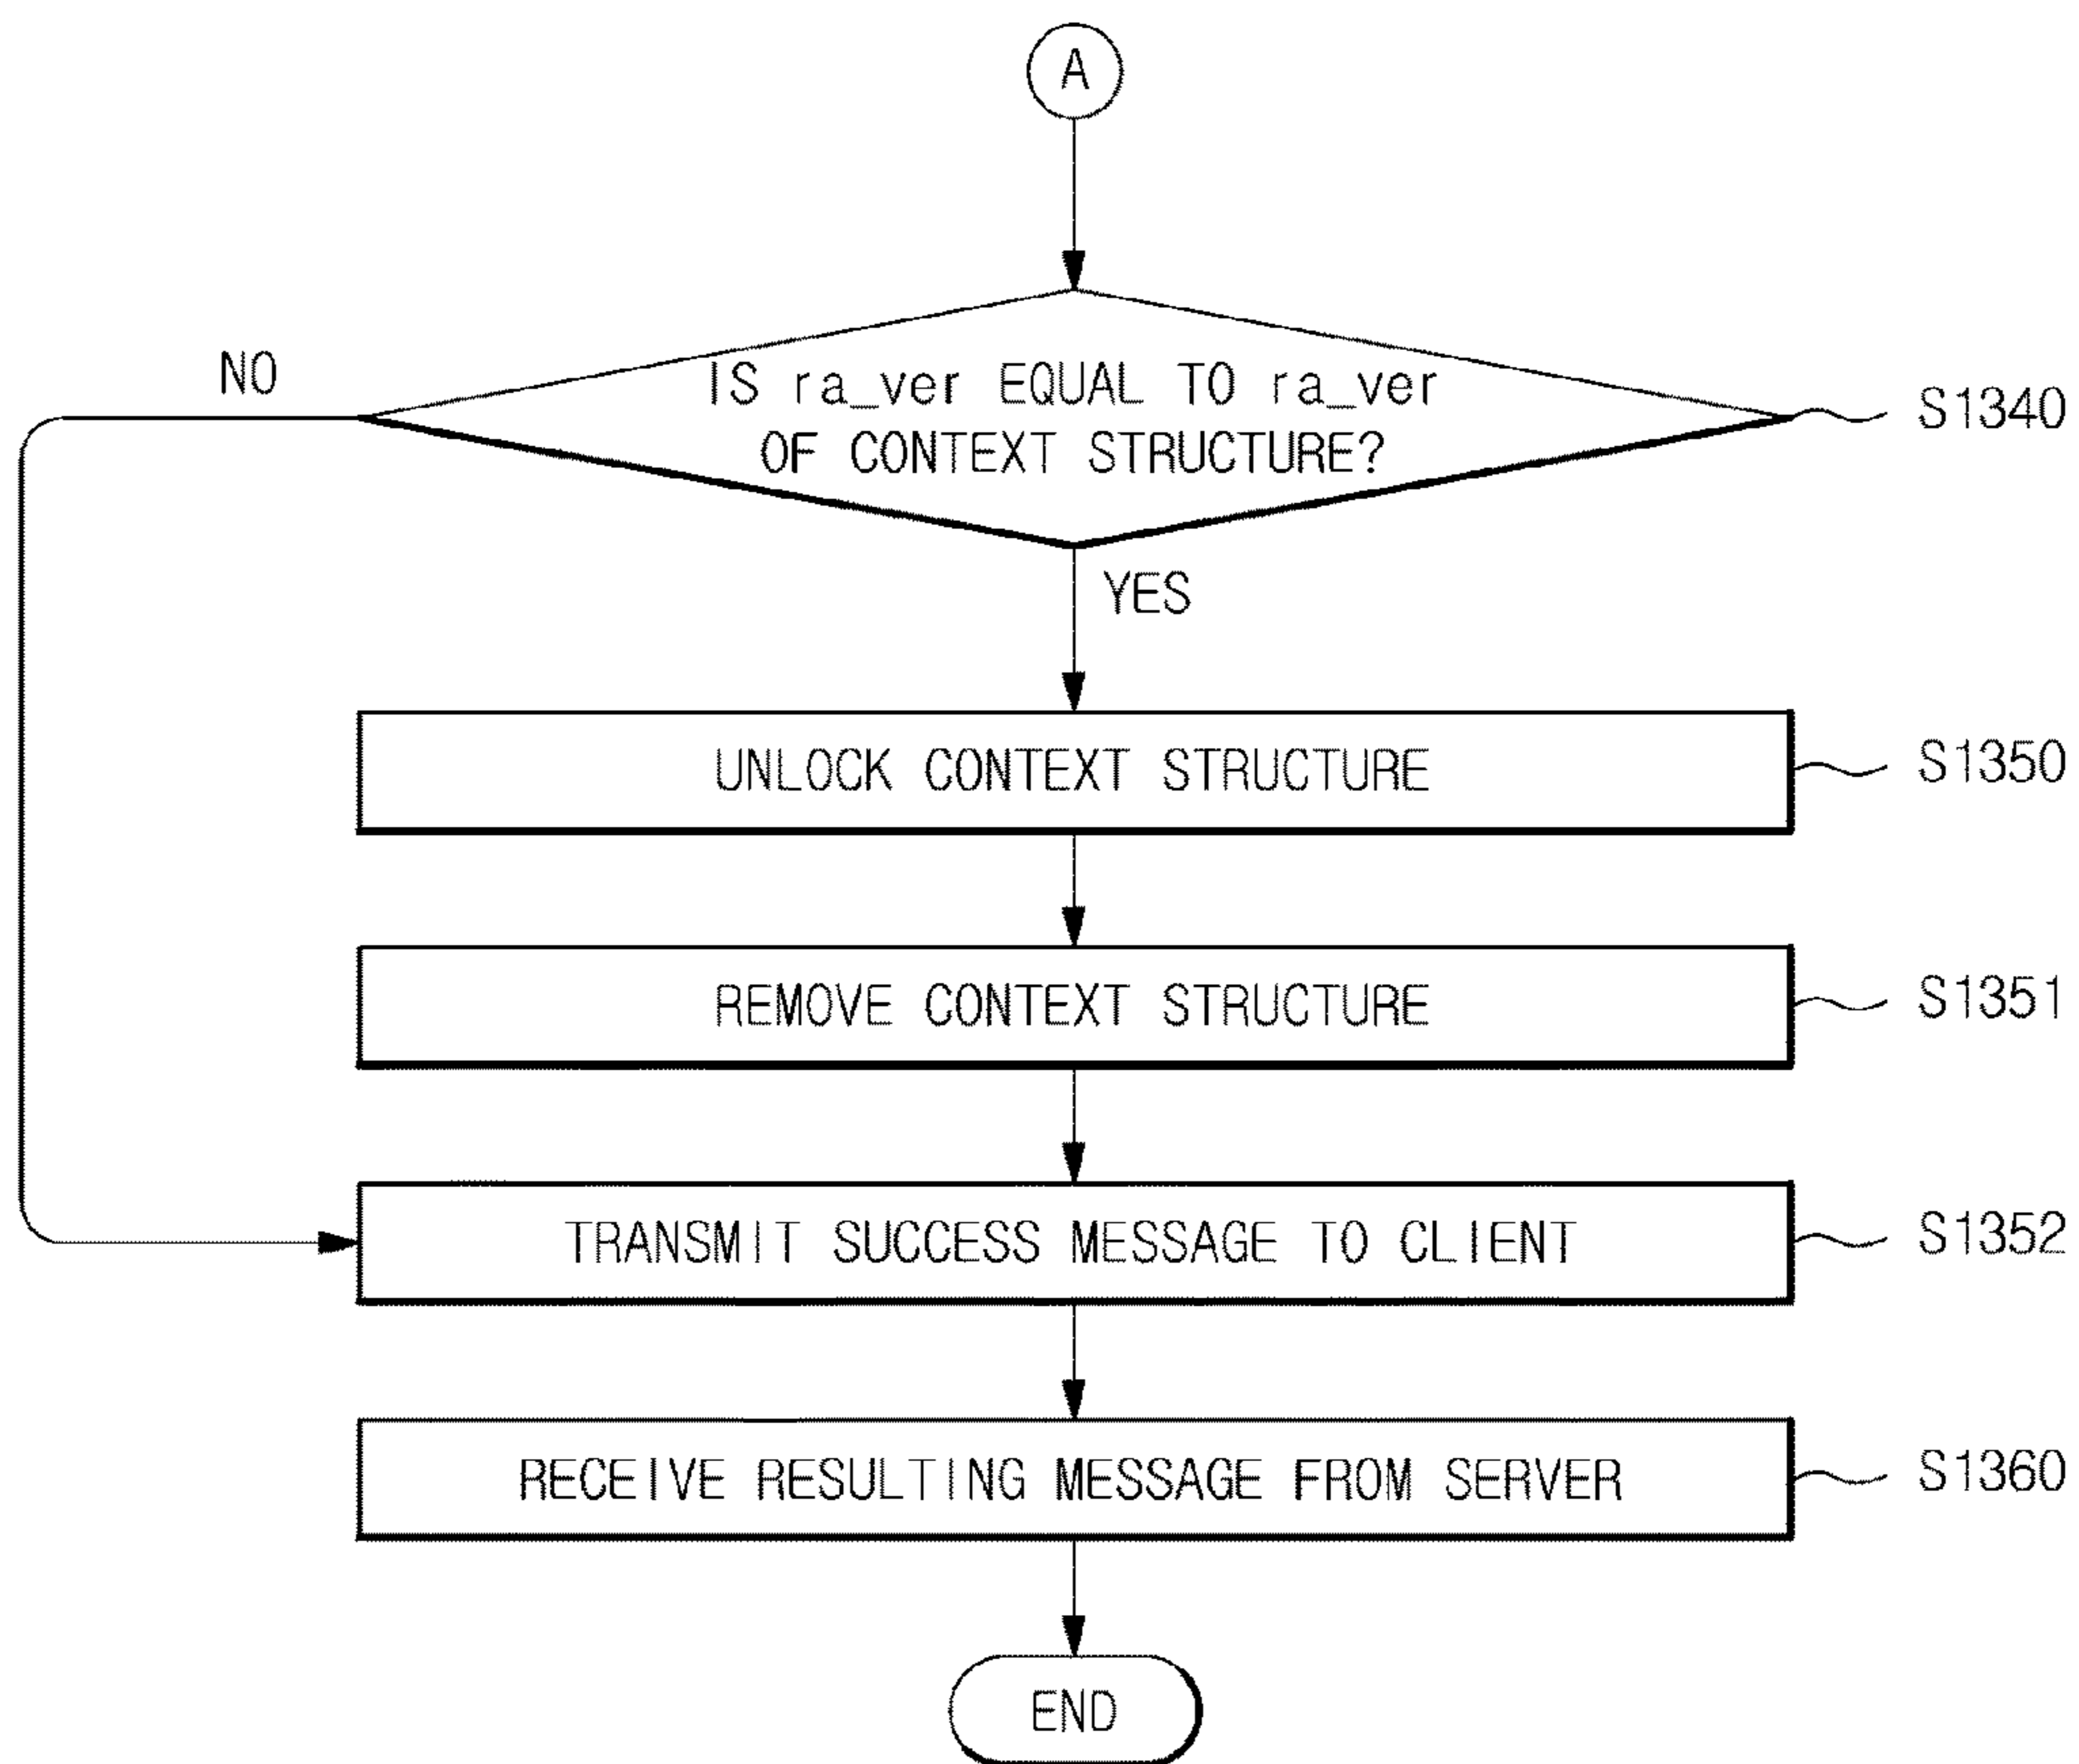 A
NO
IS ra_ver EQUAL TO ra_ver
OF CONTEXT STRUCTURE?
S1340
YES
UNLOCK CONTEXT STRUCTURE
S1350
REMOVE CONTEXT STRUCTURE
S1351
TRANSMIT SUCCESS MESSAGE TO CLIENT
S1352
RECEIVE RESULTING MESSAGE FROM SERVER
S1360
END